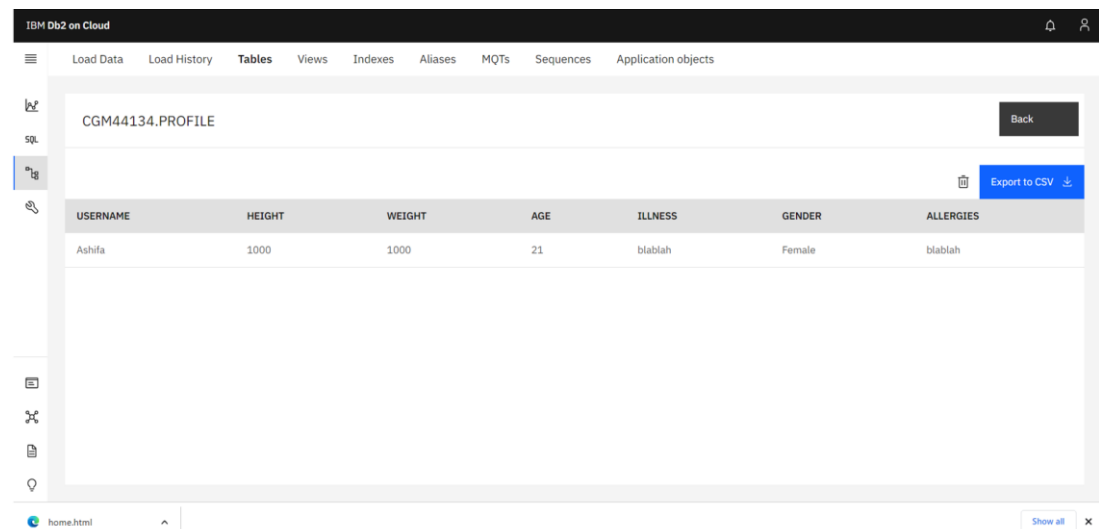 IBM Db2 on Cloud
Load Data Load History Tables Views Indexes Aliases MQTs Sequences Application objects
CGM44134.PROFILE
Back
SQL
Export to CSV
USERNAME HEIGHT WEIGHT AGE ILLNESS GENDER ALLERGIES
Ashifa 1000 1000 21 blablah Female blablah
home.html
Show all